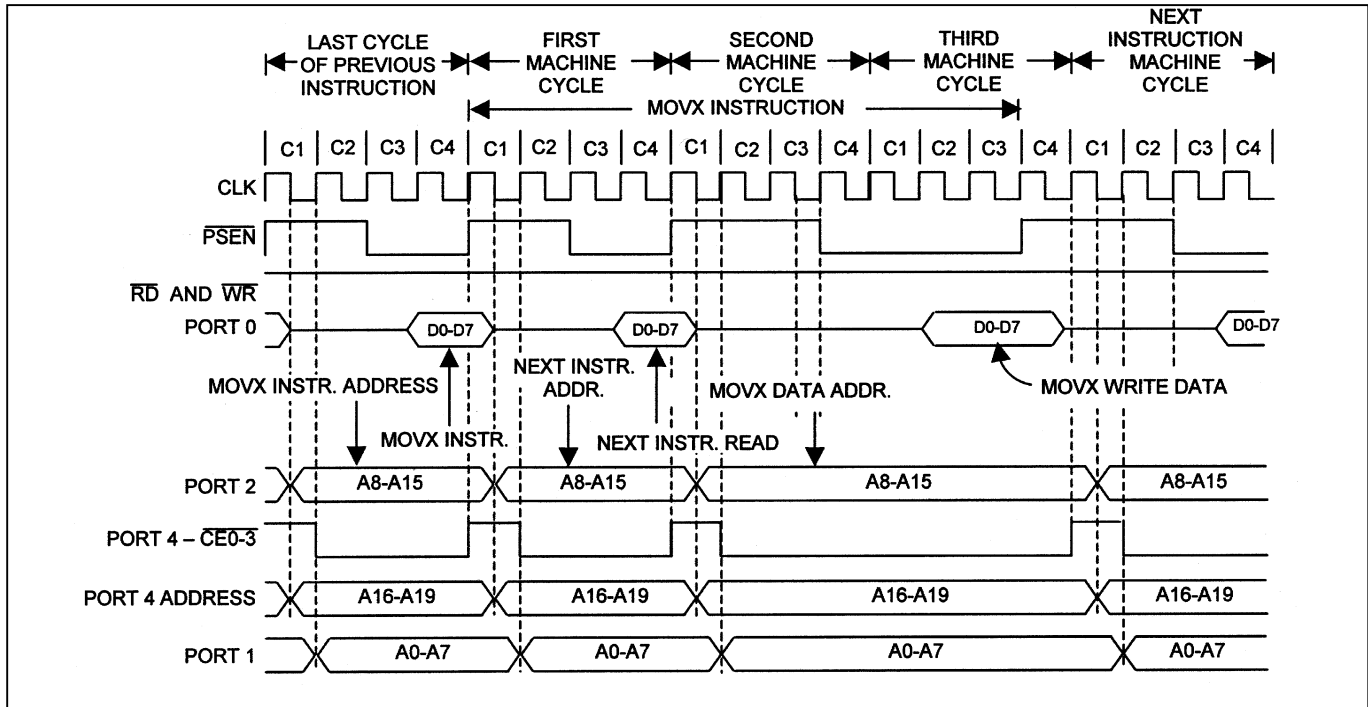 LAST CYCLE
OF PREVIOUS
INSTRUCTION
FIRST
MACHINE
CYCLE
SECOND
MACHINE
CYCLE
THIRD
MACHINE
CYCLE
NEXT
INSTRUCTION
MACHINE
CYCLE
MOVX INSTRUCTION
C1 C2 C3 C4 C1 C2 C3 C4 C1 C2 C3 C4 C1 C2 C3 C4 C1 C2 C3 C4
CLK
PSEN
RD AND WR
PORT 0
D0-D7 D0-D7 D0-D7 D0-D7
MOVX INSTR. ADDRESS
NEXT INSTR.
ADDR.
MOVX DATA ADDR.
MOVX WRITE DATA
MOVX INSTR.
NEXT INSTR. READ
PORT 2 A8-A15 A8-A15 A8-A15 A8-A15
PORT 4 – CE0-3
PORT 4 ADDRESS A16-A19 A16-A19 A16-A19 A16-A19
PORT 1 A0-A7 A0-A7 A0-A7 A0-A7